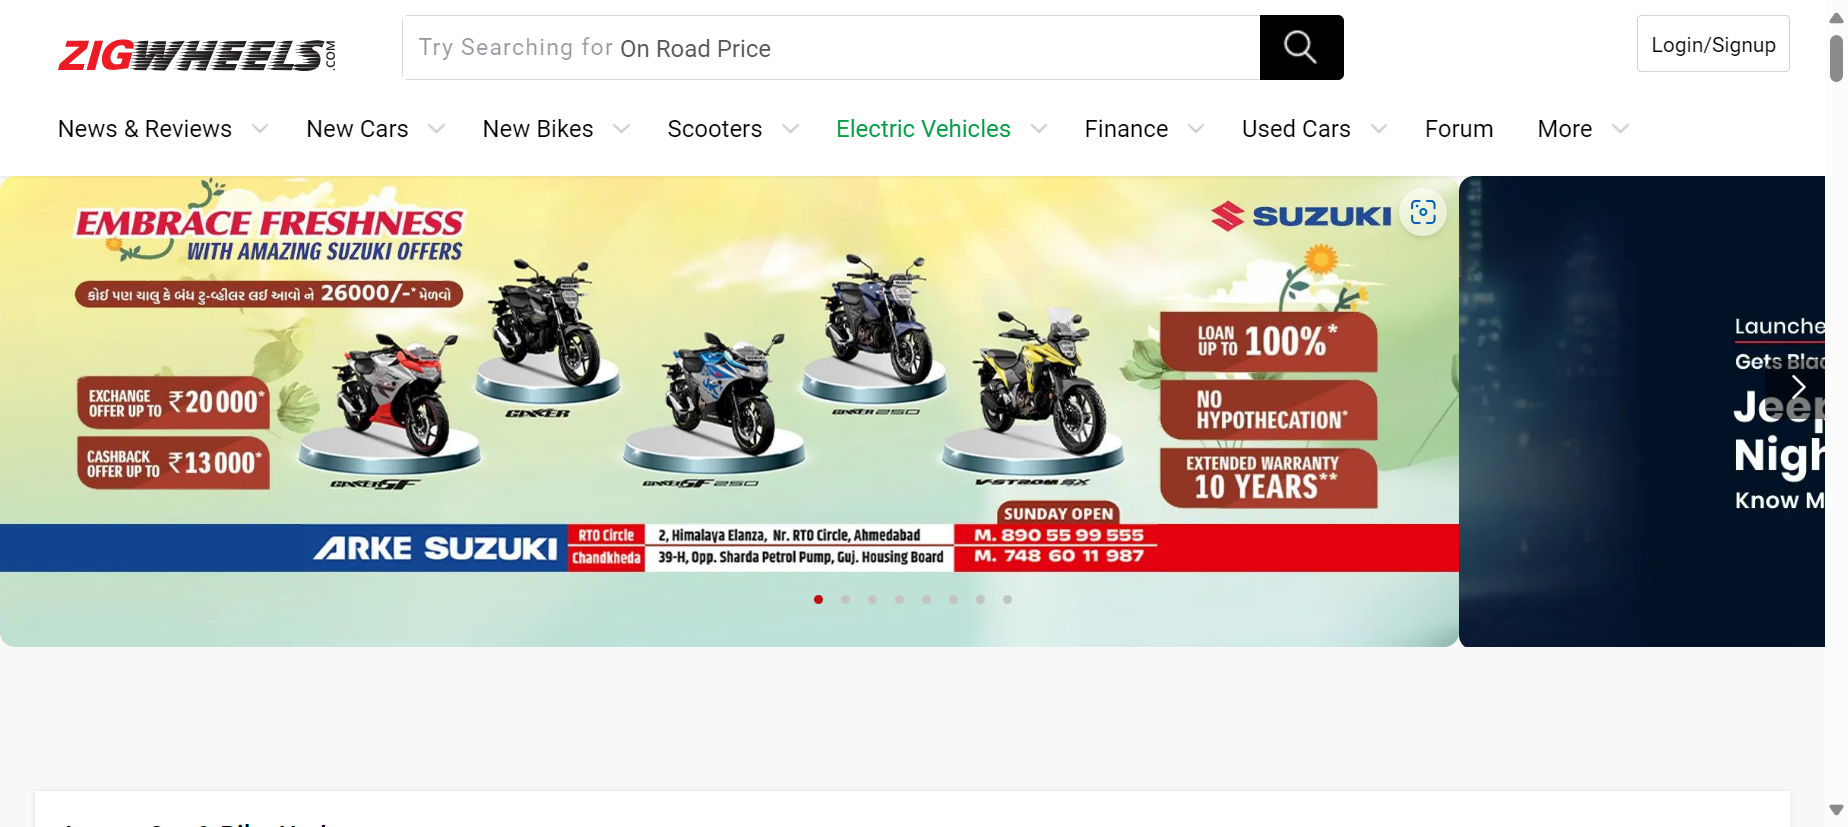 ZIGWHEELS.COM
Try Searching for On Road Price
Login/Signup
News & Reviews
New Cars
New Bikes
Scooters
Electric Vehicles
Finance
Used Cars
Forum
More
EMBRACE FRESHNESS
WITH AMAZING SUZUKI OFFERS
કોઈ પણ ચાલુ કે બંધ ટુ-વ્હીલર લઈ આવો ને 26000/-* મેળવો
EXCHANGE
OFFER UP TO ₹20000*
CASHBACK
OFFER UP TO ₹13000*
GIXXER
GIXXER SF
GIXXER SF 250
GIXXER 250
V-STROM SX
SUZUKI
LOAN
UP TO 100%*
NO
HYPOTHECATION*
EXTENDED WARRANTY
10 YEARS**
SUNDAY OPEN
ARKE SUZUKI
RTO Circle 2, Himalaya Elanza, Nr. RTO Circle, Ahmedabad M. 890 55 99 555
Chandkheda 39-H, Opp. Sharda Petrol Pump, Guj. Housing Board M. 748 60 11 987
Launche
Gets Blac
Jeep
Nigh
Know M